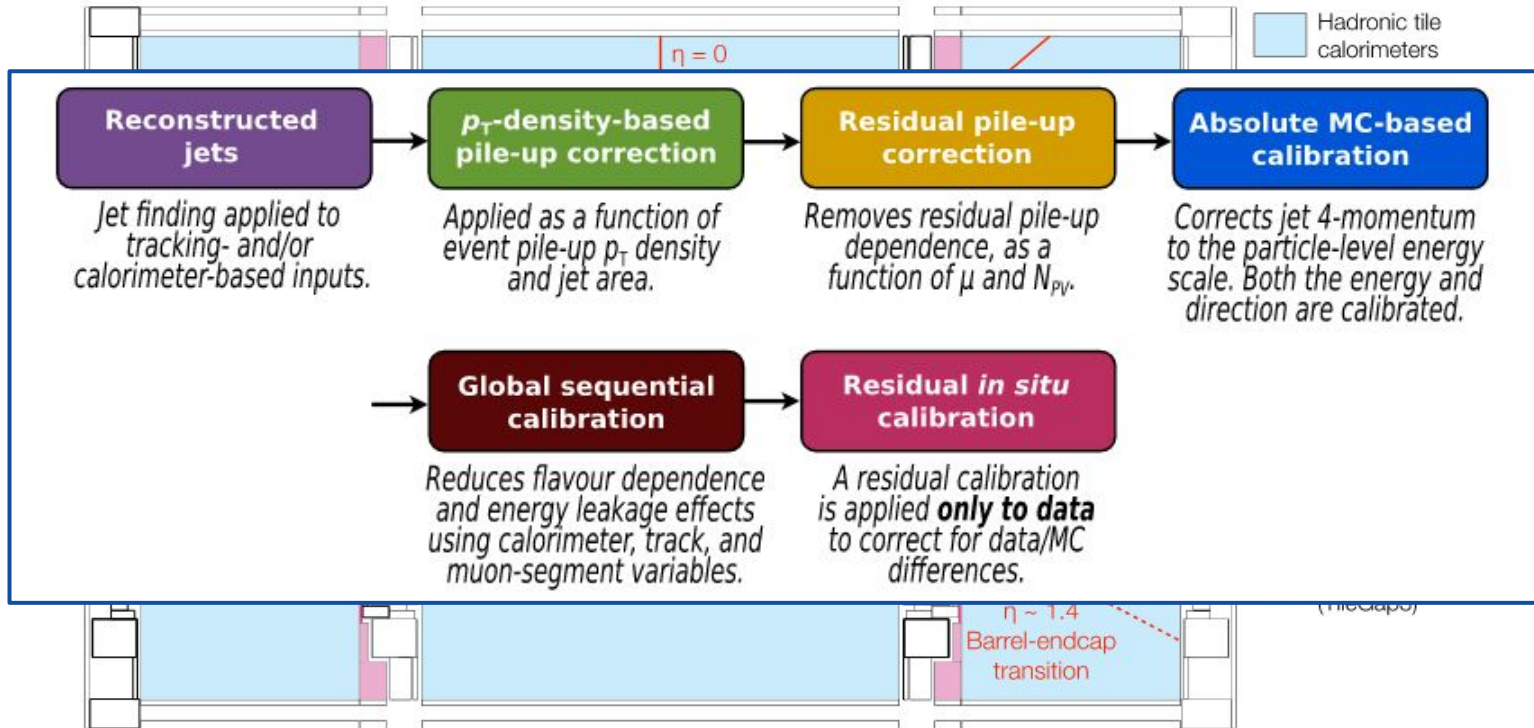 Hadronic tile
calorimeters
η = 0
Reconstructed
jets
Jet finding applied to
tracking- and/or
calorimeter-based inputs.
pT-density-based
pile-up correction
Applied as a function of
event pile-up pT density
and jet area.
Residual pile-up
correction
Removes residual pile-up
dependence, as a
function of µ and NPV.
Absolute MC-based
calibration
Corrects jet 4-momentum
to the particle-level energy
scale. Both the energy and
direction are calibrated.
Global sequential
calibration
Reduces flavour dependence
and energy leakage effects
using calorimeter, track, and
muon-segment variables.
Residual in situ
calibration
A residual calibration
is applied only to data
to correct for data/MC
differences.
η ~ 1.4
Barrel-endcap
transition